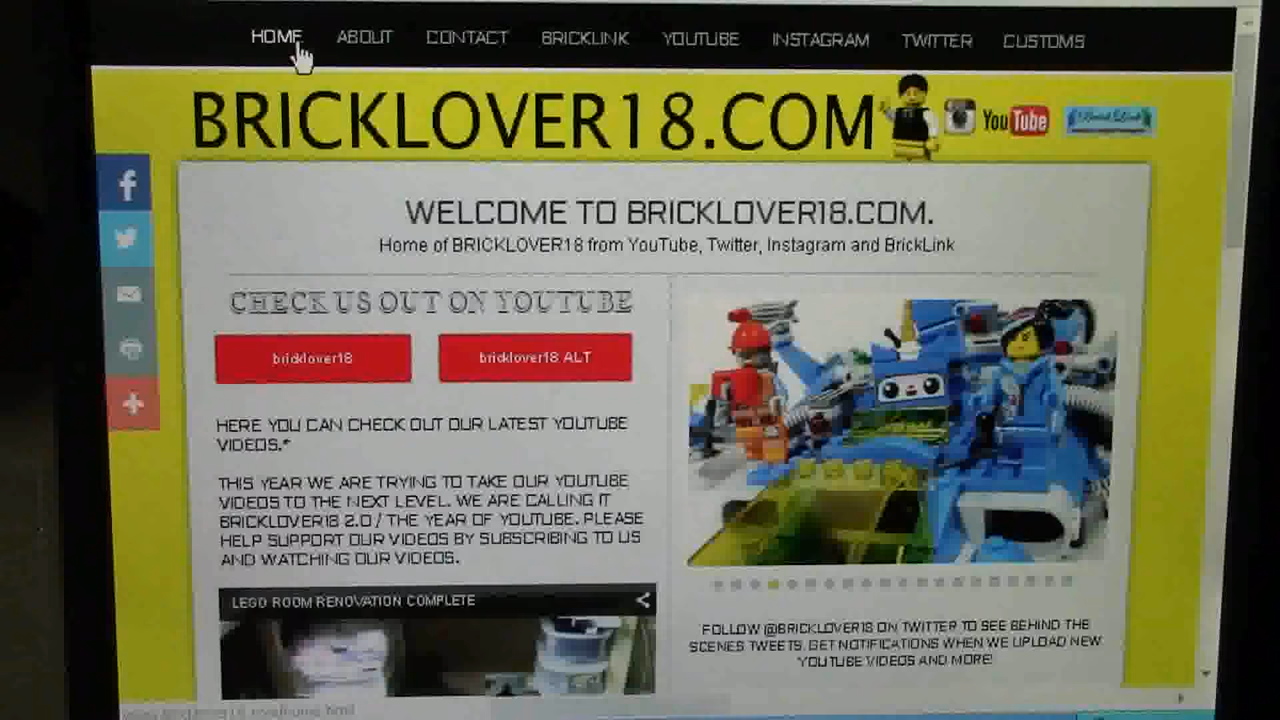 HOME ABOUT CONTACT BRICKLINK YOUTUBE INSTAGRAM TWITTER CUSTOMS
BRICKLOVER18.COM
YouTube
WELCOME TO BRICKLOVER18.COM.
Home of BRICKLOVER18 from YouTube, Twitter, Instagram and BrickLink
CHECK US OUT ON YOUTUBE
bricklover18
bricklover18 ALT
HERE YOU CAN CHECK OUT OUR LATEST YOUTUBE
VIDEOS.*
THIS YEAR WE ARE TRYING TO TAKE OUR YOUTUBE
VIDEOS TO THE NEXT LEVEL. WE ARE CALLING IT
BRICKLOVER18 2.0 / THE YEAR OF YOUTUBE. PLEASE
HELP SUPPORT OUR VIDEOS BY SUBSCRIBING TO US
AND WATCHING OUR VIDEOS.
LEGO ROOM RENOVATION COMPLETE
FOLLOW @BRICKLOVER18 ON TWITTER TO SEE BEHIND THE
SCENES TWEETS, GET NOTIFICATIONS WHEN WE UPLOAD NEW
YOUTUBE VIDEOS AND MORE!